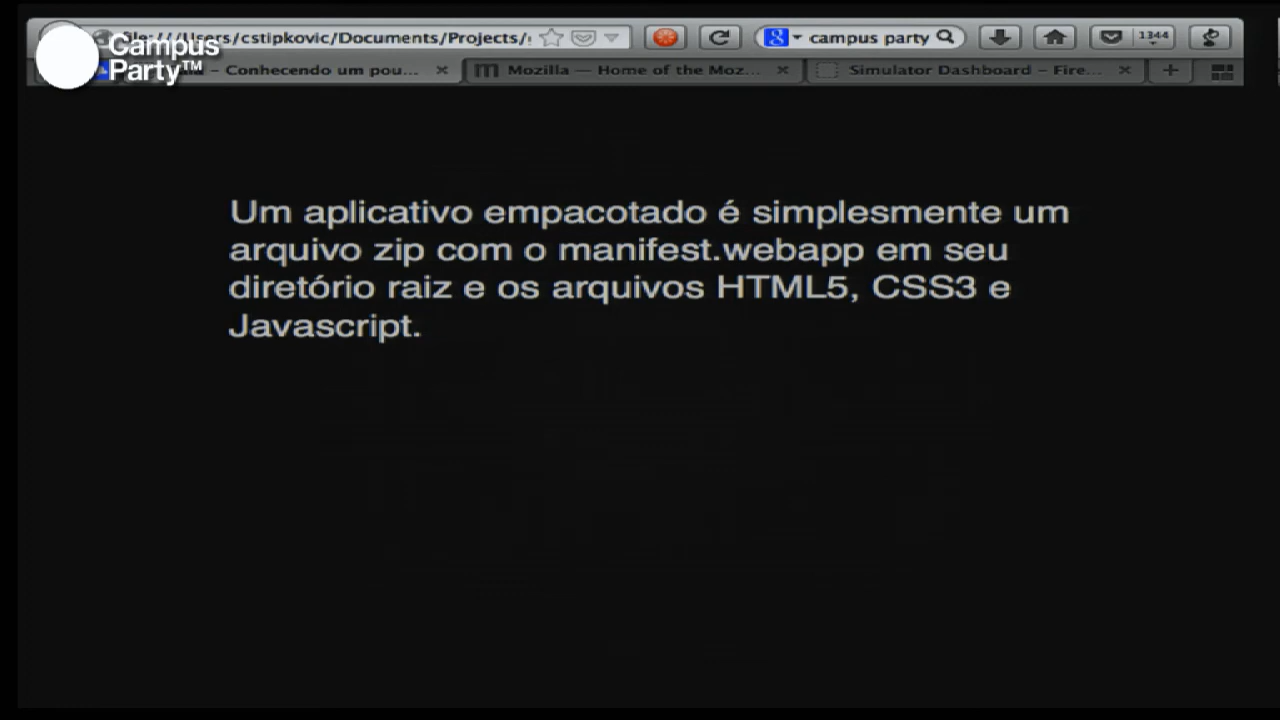 Campus
Party™
/Users/cstipkovic/Documents/Projects/
campus party
1344
– Conhecendo um pou...
Mozilla — Home of the Moz...
Simulator Dashboard – Fire...
Um aplicativo empacotado é simplesmente um
arquivo zip com o manifest.webapp em seu
diretório raiz e os arquivos HTML5, CSS3 e
Javascript.